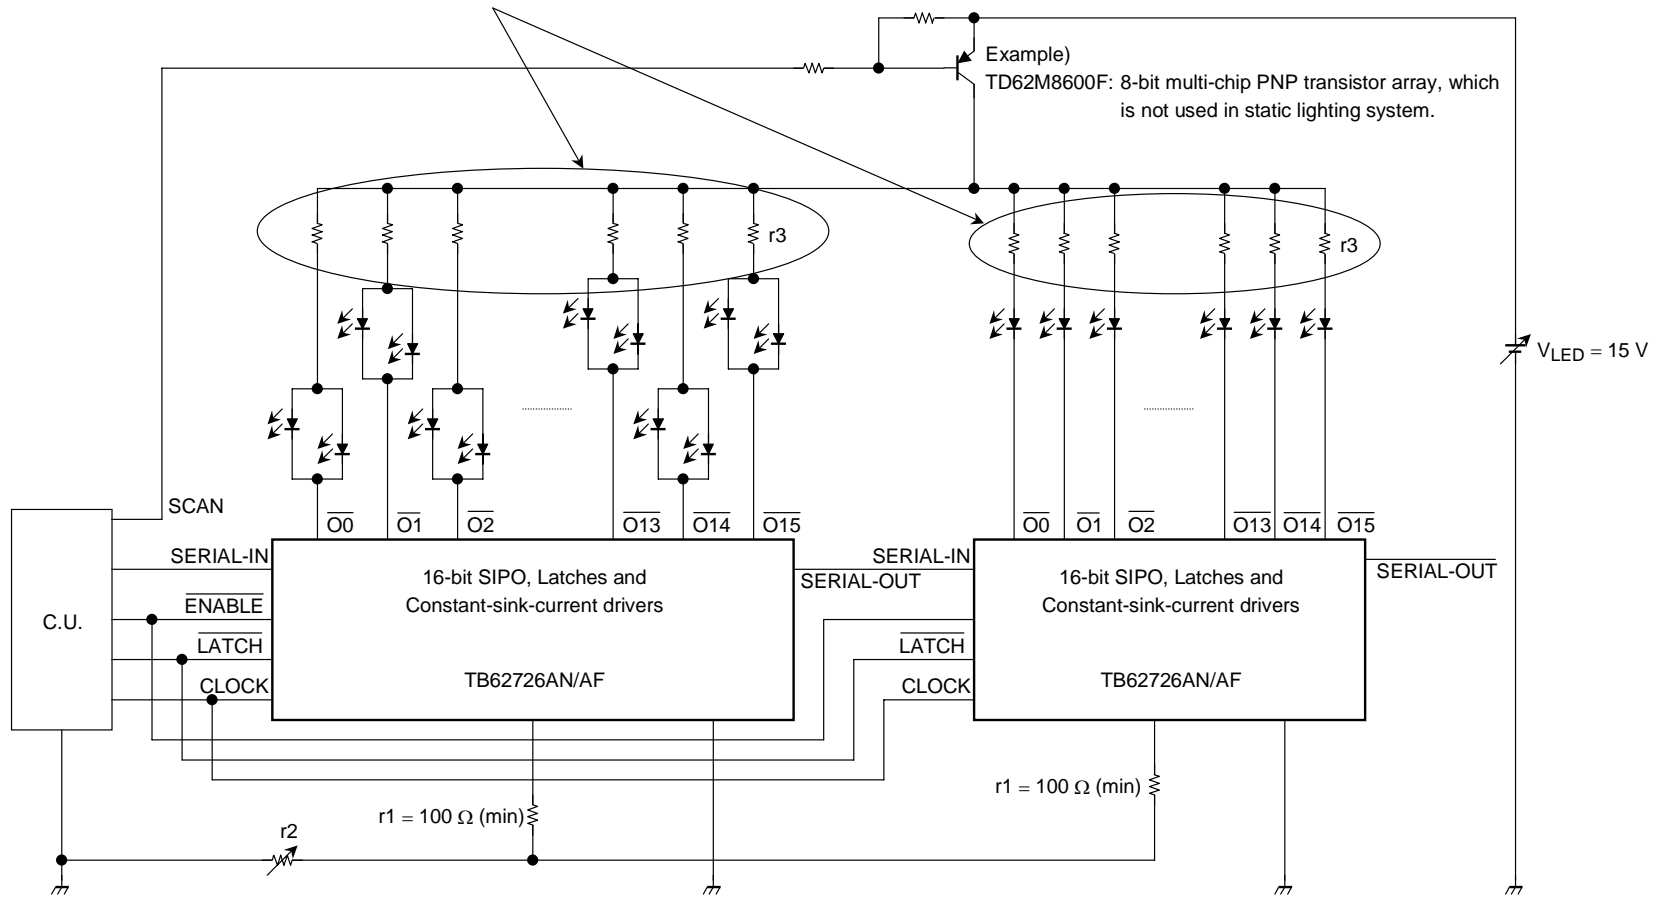 Example)
TD62M8600F: 8-bit multi-chip PNP transistor array, which
is not used in static lighting system.
r3
r3
VLED = 15 V
SCAN
O0
O1
O2
O13
O14
O15
O0
O1
O2
O13
O14
O15
C.U.
SERIAL-IN
ENABLE
LATCH
CLOCK
16-bit SIPO, Latches and
Constant-sink-current drivers
TB62726AN/AF
SERIAL-OUT
SERIAL-IN
LATCH
CLOCK
16-bit SIPO, Latches and
Constant-sink-current drivers
TB62726AN/AF
SERIAL-OUT
r1 = 100 Ω (min)
r1 = 100 Ω (min)
r2